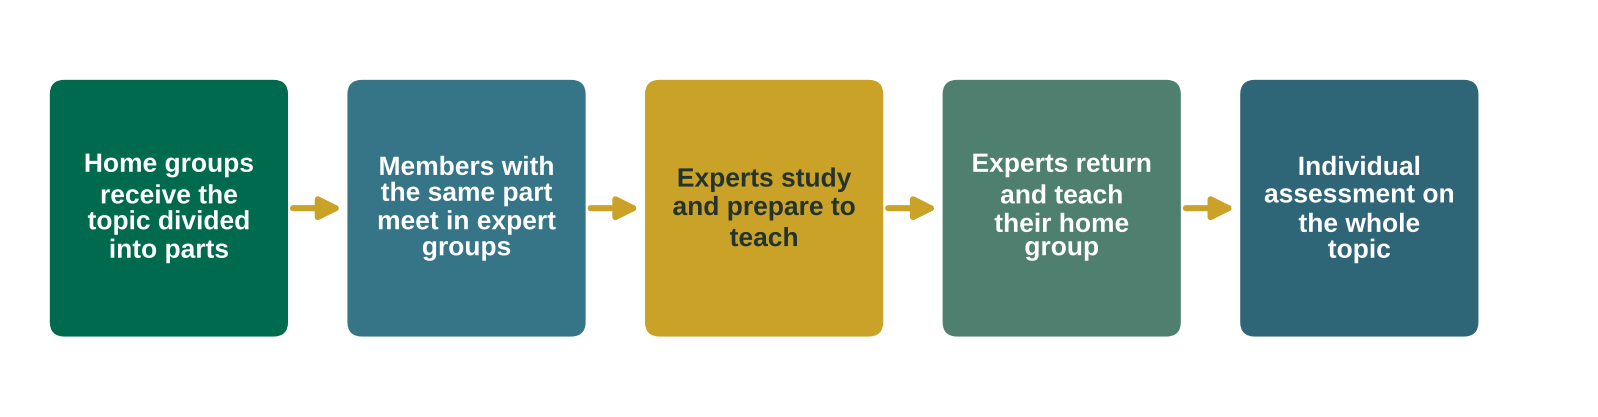 Home groups
receive the
topic divided
into parts
Members with
the same part
meet in expert
groups
Experts study
and prepare to
teach
Experts return
and teach
their home
group
Individual
assessment on
the whole
topic